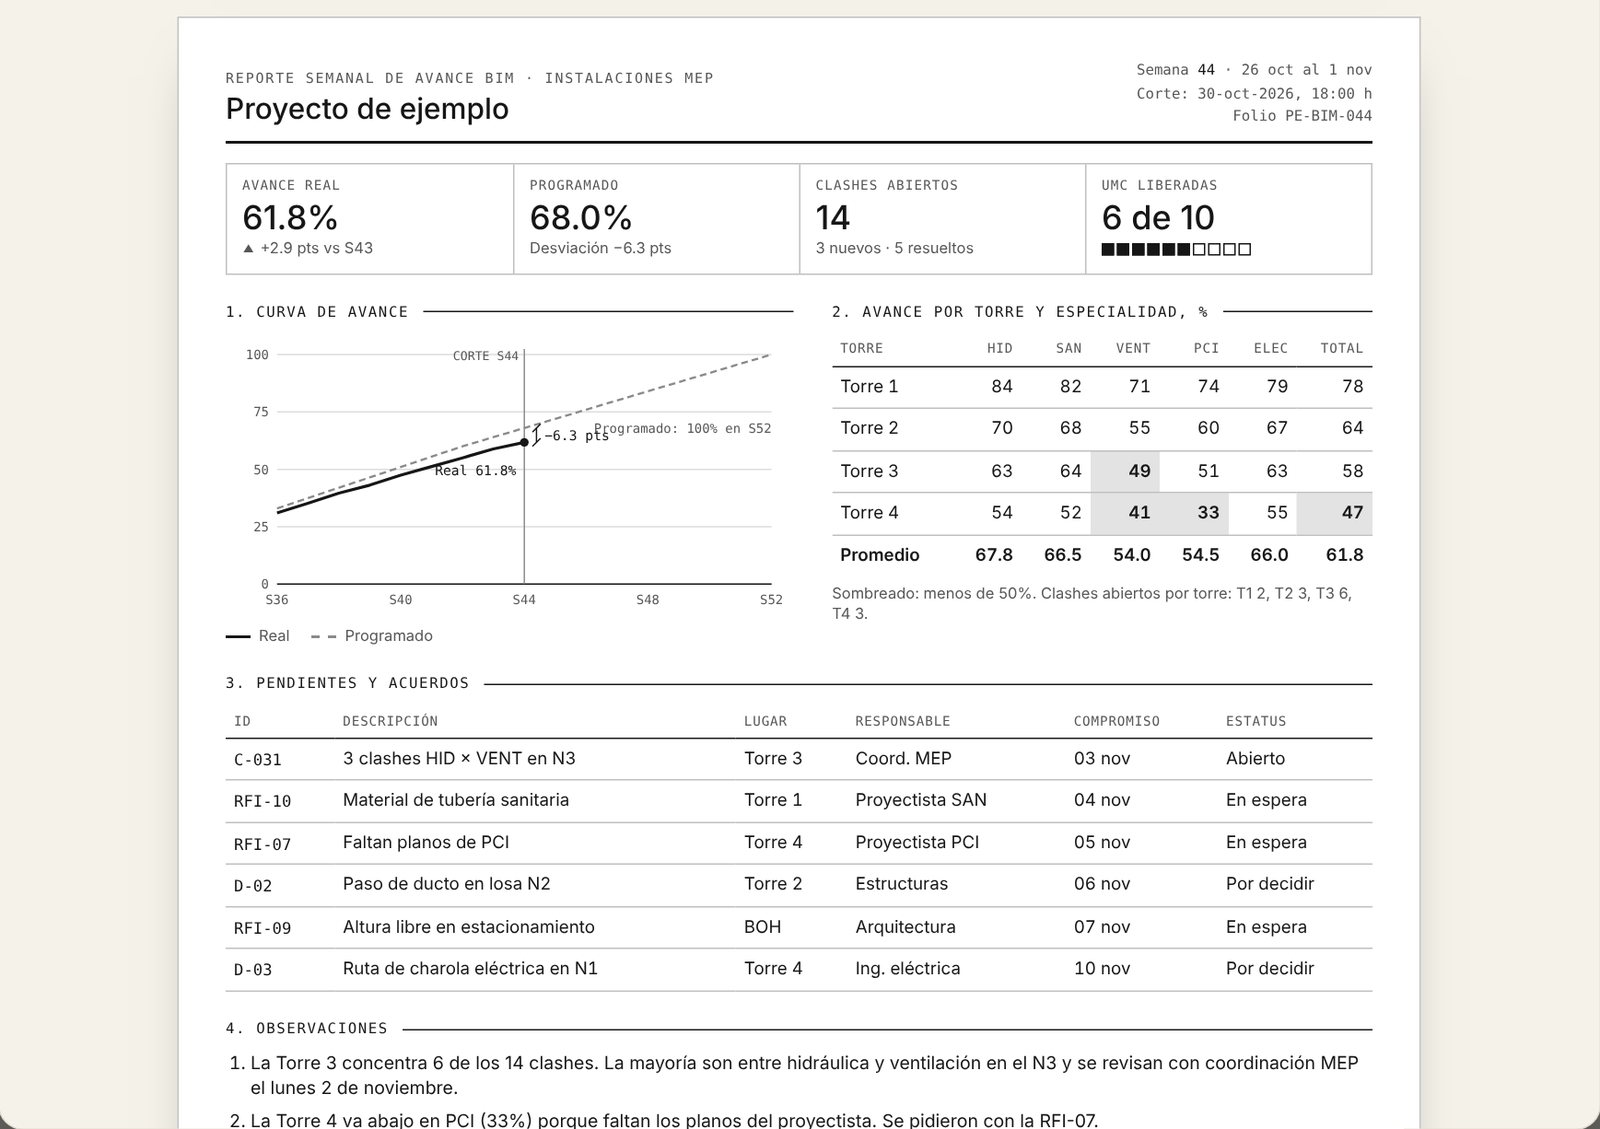 REPORTE SEMANAL DE AVANCE BIM · INSTALACIONES MEP
Proyecto de ejemplo
Semana 44 · 26 oct al 1 nov
Corte: 30-oct-2026, 18:00 h
Folio PE-BIM-044
AVANCE REAL
61.8%
▲ +2.9 pts vs S43
PROGRAMADO
68.0%
Desviación −6.3 pts
CLASHES ABIERTOS
14
3 nuevos · 5 resueltos
UMC LIBERADAS
6 de 10
1. CURVA DE AVANCE
100
75
50
25
0
CORTE S44
Programado: 100% en S52
−6.3 pts
Real 61.8%
S36 S40 S44 S48 S52
Real Programado
2. AVANCE POR TORRE Y ESPECIALIDAD, %
TORRE HID SAN VENT PCI ELEC TOTAL
Torre 1 84 82 71 74 79 78
Torre 2 70 68 55 60 67 64
Torre 3 63 64 49 51 63 58
Torre 4 54 52 41 33 55 47
Promedio 67.8 66.5 54.0 54.5 66.0 61.8
Sombreado: menos de 50%. Clashes abiertos por torre: T1 2, T2 3, T3 6,
T4 3.
3. PENDIENTES Y ACUERDOS
ID DESCRIPCIÓN LUGAR RESPONSABLE COMPROMISO ESTATUS
C-031 3 clashes HID × VENT en N3 Torre 3 Coord. MEP 03 nov Abierto
RFI-10 Material de tubería sanitaria Torre 1 Proyectista SAN 04 nov En espera
RFI-07 Faltan planos de PCI Torre 4 Proyectista PCI 05 nov En espera
D-02 Paso de ducto en losa N2 Torre 2 Estructuras 06 nov Por decidir
RFI-09 Altura libre en estacionamiento BOH Arquitectura 07 nov En espera
D-03 Ruta de charola eléctrica en N1 Torre 4 Ing. eléctrica 10 nov Por decidir
4. OBSERVACIONES
1. La Torre 3 concentra 6 de los 14 clashes. La mayoría son entre hidráulica y ventilación en el N3 y se revisan con coordinación MEP
el lunes 2 de noviembre.
2. La Torre 4 va abajo en PCI (33%) porque faltan los planos del proyectista. Se pidieron con la RFI-07.